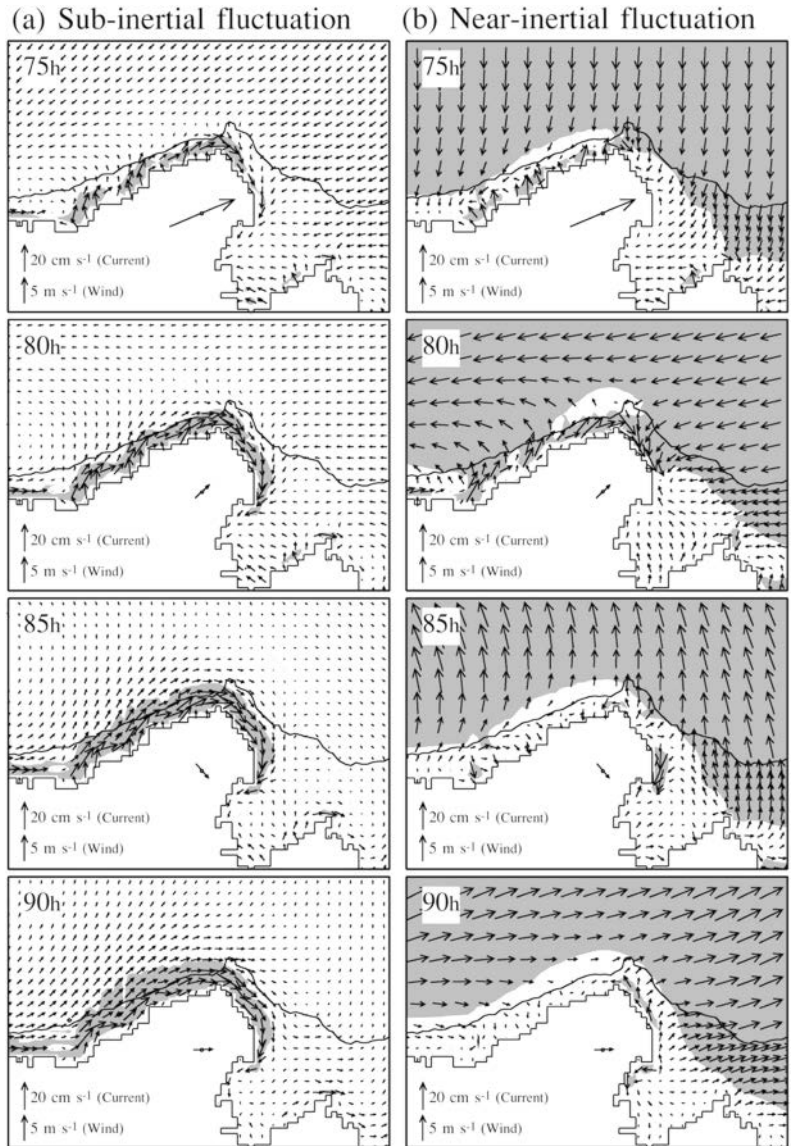 (a) Sub-inertial fluctuation
(b) Near-inertial fluctuation
75h
20 cm s⁻¹ (Current)
5 m s⁻¹ (Wind)
75h
20 cm s⁻¹ (Current)
5 m s⁻¹ (Wind)
80h
20 cm s⁻¹ (Current)
5 m s⁻¹ (Wind)
80h
20 cm s⁻¹ (Current)
5 m s⁻¹ (Wind)
85h
20 cm s⁻¹ (Current)
5 m s⁻¹ (Wind)
85h
20 cm s⁻¹ (Current)
5 m s⁻¹ (Wind)
90h
20 cm s⁻¹ (Current)
5 m s⁻¹ (Wind)
90h
20 cm s⁻¹ (Current)
5 m s⁻¹ (Wind)